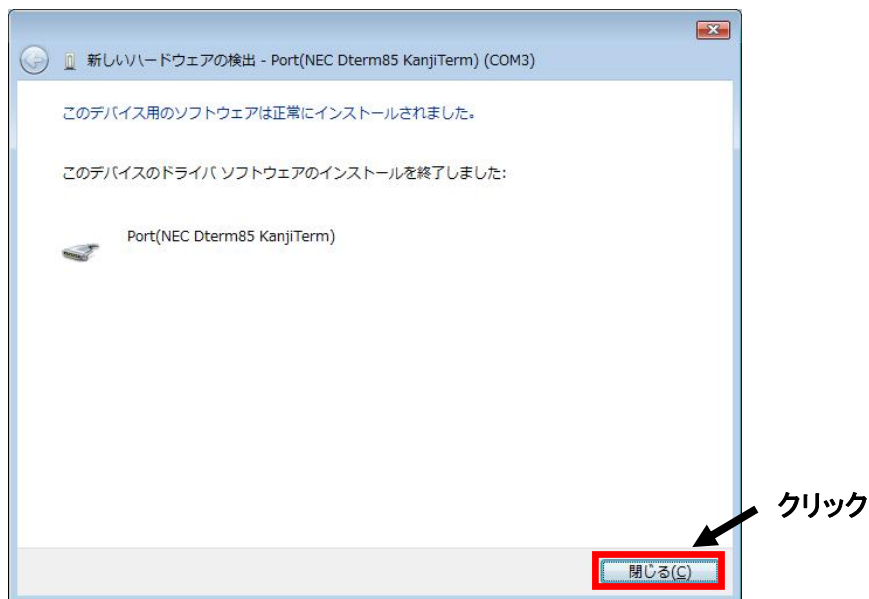 新しいハードウェアの検出 - Port(NEC Dterm85 KanjiTerm) (COM3)
このデバイス用のソフトウェアは正常にインストールされました。
このデバイスのドライバ ソフトウェアのインストールを終了しました:
Port(NEC Dterm85 KanjiTerm)
クリック
閉じる(C)